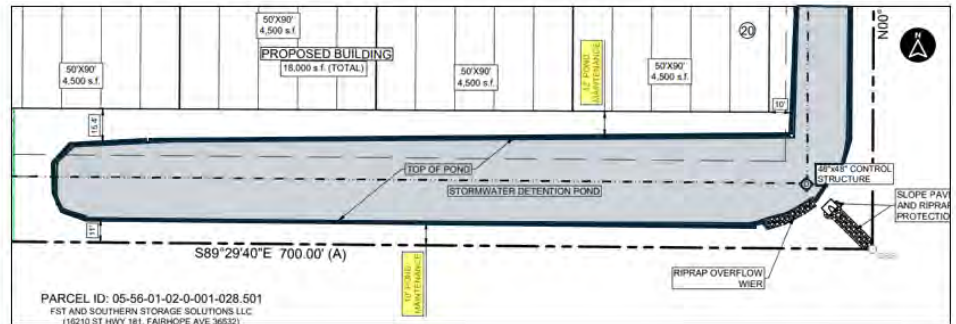 50'X90'
4,500 s.f.
PROPOSED BUILDING
18,000 s.f. (TOTAL)
50'X90'
4,500 s.f.
50'X90'
4,500 s.f.
50'X90'
4,500 s.f.
12' POND
MAINTENANCE
20
N00°
N
10'
15.4'
TOP OF POND
STORMWATER DETENTION POND
48"x48" CONTROL
STRUCTURE
SLOPE PAV
AND RIPRAP
PROTECTIO
11'
S89°29'40"E 700.00' (A)
10' POND
MAINTENANCE
RIPRAP OVERFLOW
WIER
PARCEL ID: 05-56-01-02-0-001-028.501
FST AND SOUTHERN STORAGE SOLUTIONS LLC
(16210 ST HWY 181, FAIRHOPE AVE 36532)